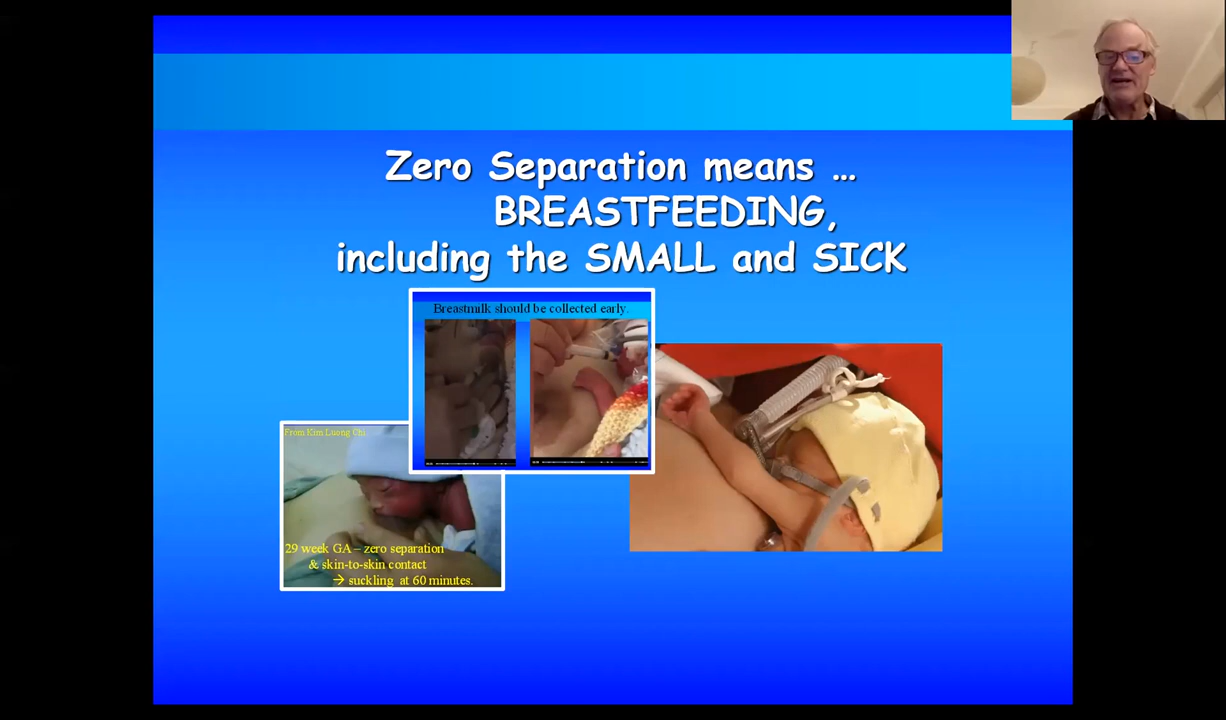 Zero Separation means ...
BREASTFEEDING,
including the SMALL and SICK
Breastmilk should be collected early.
From Kim Luong Chi
29 week GA – zero separation
& skin-to-skin contact
→ suckling at 60 minutes.